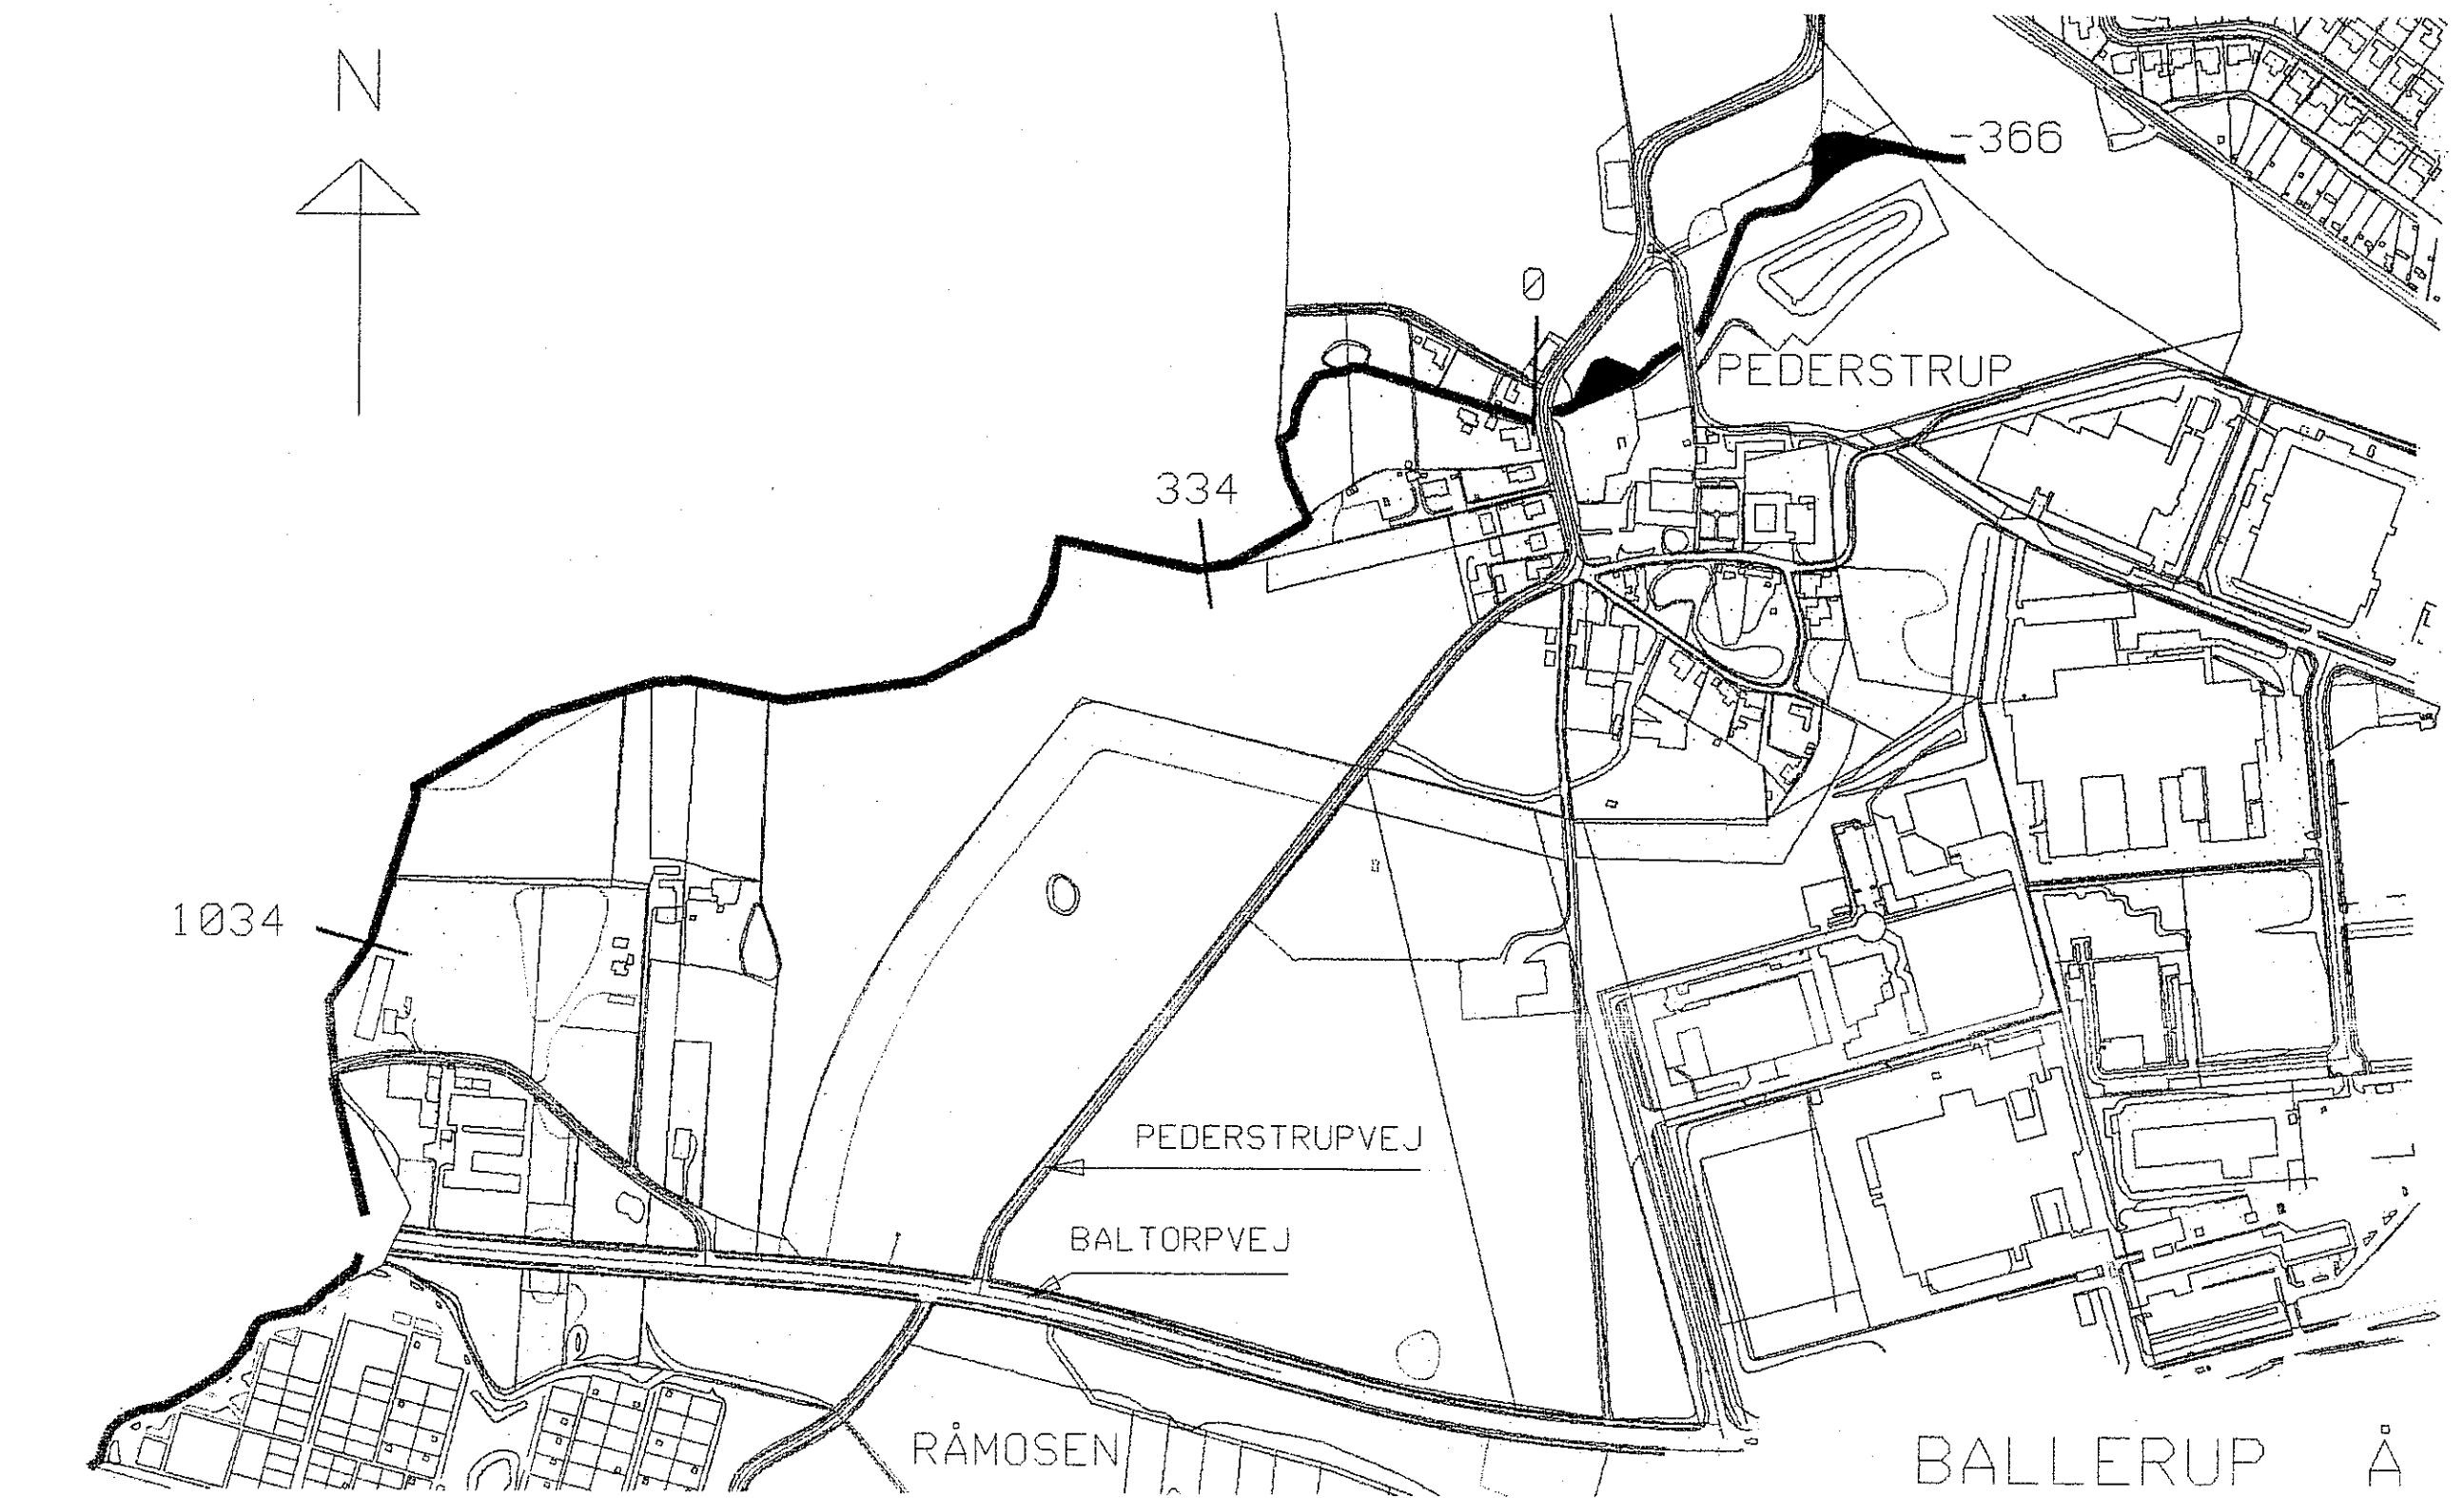 N
-366
0
PEDERSTRUP
334
1034
PEDERSTRUPVEJ
BALTORPVEJ
RÅMOSEN
BALLERUP Å